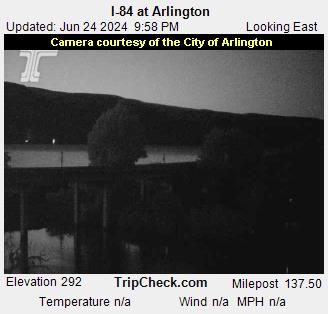 I-84 at Arlington
Updated: Jun 24 2024 9:58 PM Looking East
Camera courtesy of the City of Arlington
Elevation 292 TripCheck.com Milepost 137.50
Temperature n/a Wind n/a MPH n/a